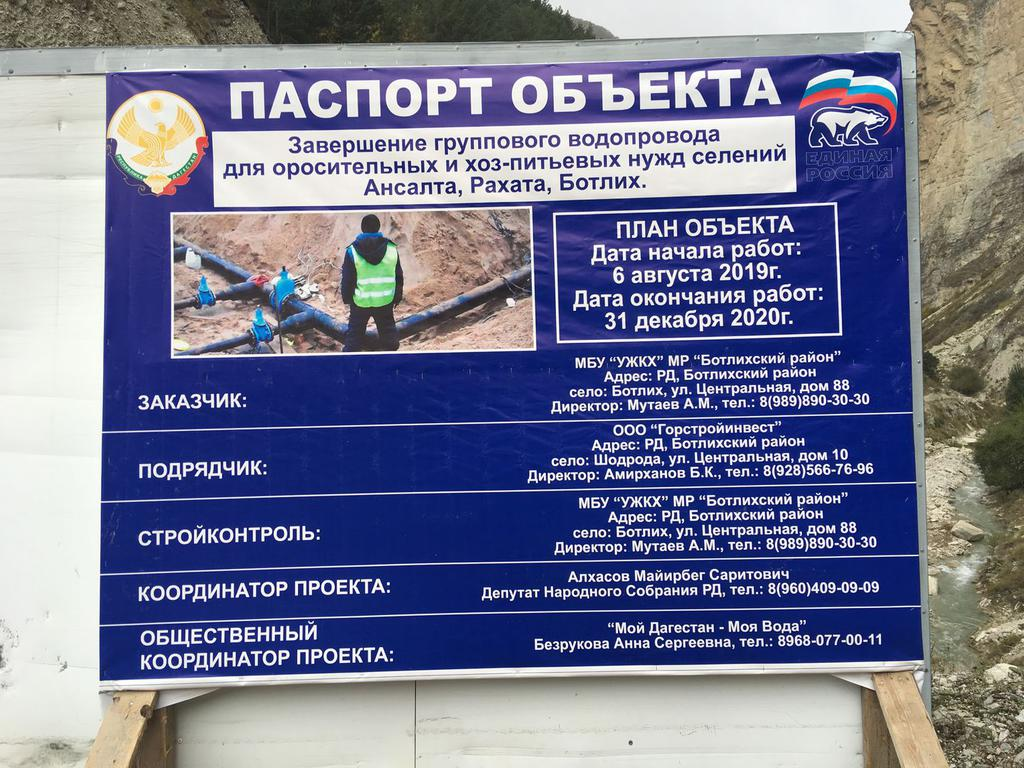 ПАСПОРТ ОБЪЕКТА
Завершение группового водопровода
для оросительных и хоз-питьевых нужд селений
Ансалта, Рахата, Ботлих.
ЕДИНАЯ
РОССИЯ
РЕСПУБЛИКА ДАГЕСТАН
ПЛАН ОБЪЕКТА
Дата начала работ:
6 августа 2019г.
Дата окончания работ:
31 декабря 2020г.
ЗАКАЗЧИК:
МБУ “УЖКХ” МР “Ботлихский район”
Адрес: РД, Ботлихский район
село: Ботлих, ул. Центральная, дом 88
Директор: Мутаев А.М., тел.: 8(989)890-30-30
ПОДРЯДЧИК:
ООО “Горстройинвест”
Адрес: РД, Ботлихский район
село: Шодрода, ул. Центральная, дом 10
Директор: Амирханов Б.К., тел.: 8(928)566-76-96
СТРОЙКОНТРОЛЬ:
МБУ “УЖКХ” МР “Ботлихский район”
Адрес: РД, Ботлихский район
село: Ботлих, ул. Центральная, дом 88
Директор: Мутаев А.М., тел.: 8(989)890-30-30
КООРДИНАТОР ПРОЕКТА:
Алхасов Майирбег Саритович
Депутат Народного Собрания РД, тел.: 8(960)409-09-09
ОБЩЕСТВЕННЫЙ
КООРДИНАТОР ПРОЕКТА:
“Мой Дагестан - Моя Вода”
Безрукова Анна Сергеевна, тел.: 8968-077-00-11